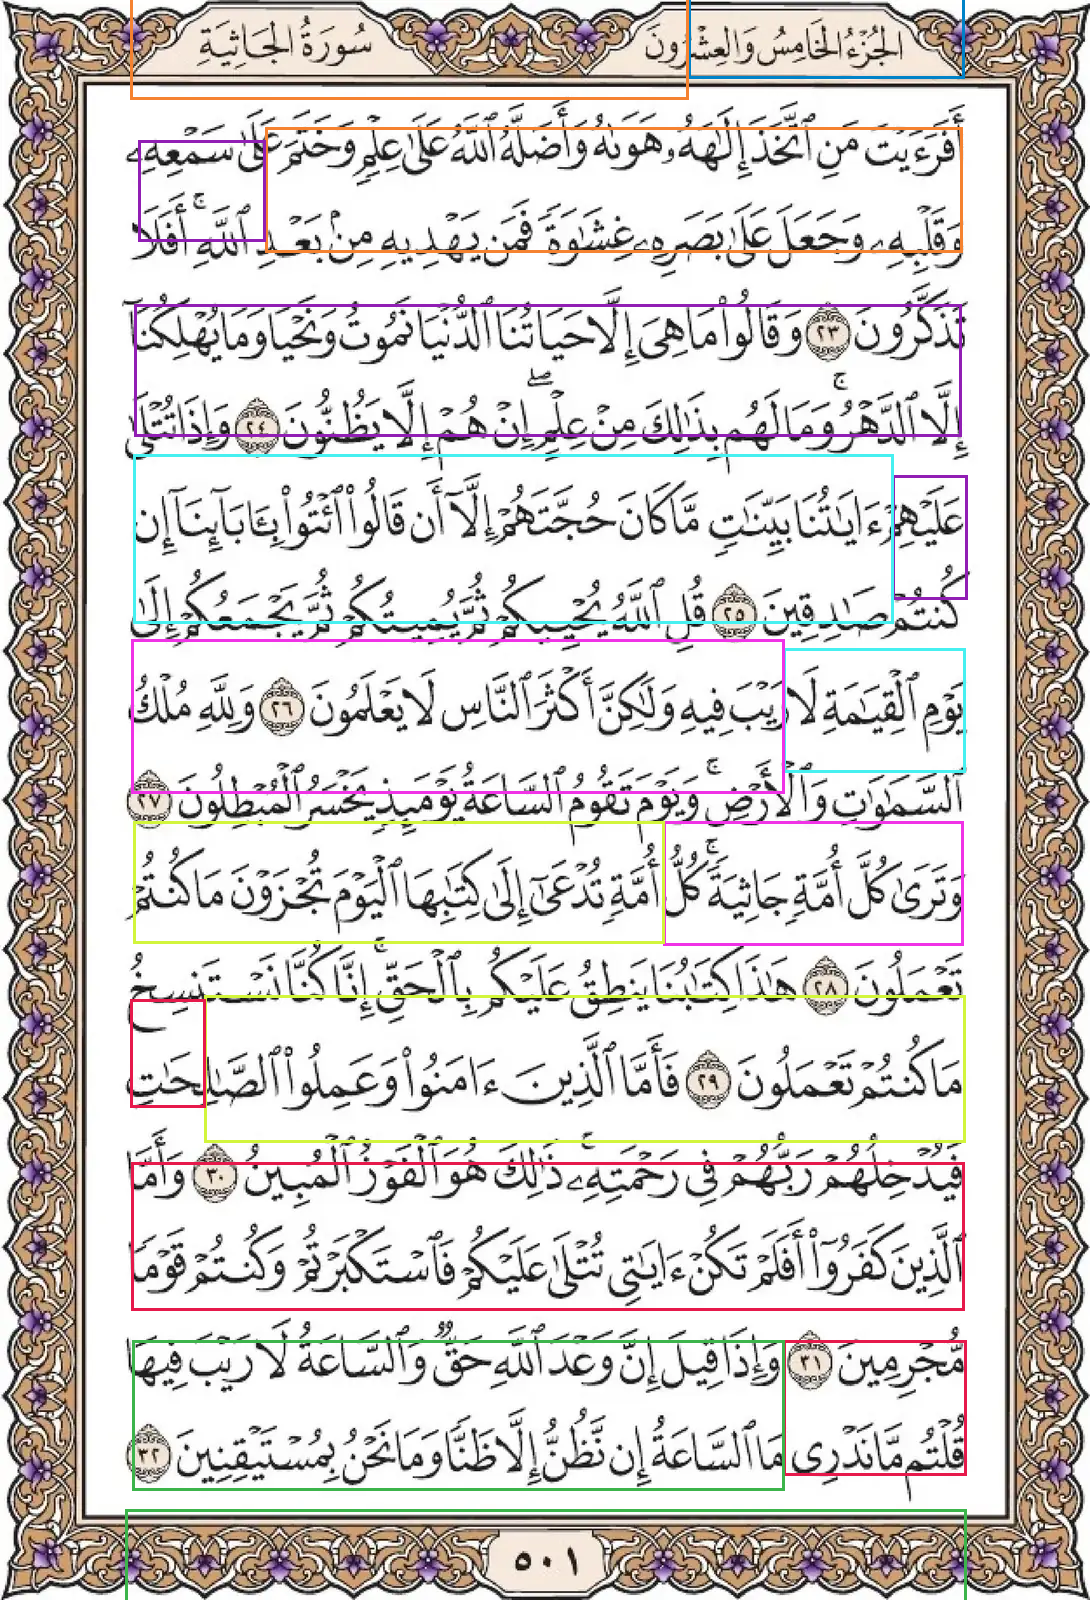 الجُزْءُ الخَامِسُ وَالعِشْرُونَ
سُورَةُ الجَاثِيَةِ
أَفَرَءَيْتَ مَنِ ٱتَّخَذَ إِلَٰهَهُۥ هَوَىٰهُ وَأَضَلَّهُ ٱللَّهُ عَلَىٰ عِلْمٍ وَخَتَمَ عَلَىٰ سَمْعِهِۦ
وَقَلْبِهِۦ وَجَعَلَ عَلَىٰ بَصَرِهِۦ غِشَٰوَةً فَمَن يَهْدِيهِ مِنۢ بَعْدِ ٱللَّهِۚ أَفَلَا
تَذَكَّرُونَ ٢٣ وَقَالُوا۟ مَا هِىَ إِلَّا حَيَاتُنَا ٱلدُّنْيَا نَمُوتُ وَنَحْيَا وَمَا يُهْلِكُنَآ
إِلَّا ٱلدَّهْرُۚ وَمَا لَهُم بِذَٰلِكَ مِنْ عِلْمٍۖ إِنْ هُمْ إِلَّا يَظُنُّونَ ٢٤ وَإِذَا تُتْلَىٰ
عَلَيْهِمْ ءَايَٰتُنَا بَيِّنَٰتٍ مَّا كَانَ حُجَّتَهُمْ إِلَّآ أَن قَالُوا۟ ٱئْتُوا۟ بِـَٔابَآئِنَآ إِن
كُنتُمْ صَٰدِقِينَ ٢٥ قُلِ ٱللَّهُ يُحْيِيكُمْ ثُمَّ يُمِيتُكُمْ ثُمَّ يَجْمَعُكُمْ إِلَىٰ
يَوْمِ ٱلْقِيَٰمَةِ لَا رَيْبَ فِيهِ وَلَٰكِنَّ أَكْثَرَ ٱلنَّاسِ لَا يَعْلَمُونَ ٢٦ وَلِلَّهِ مُلْكُ
ٱلسَّمَٰوَٰتِ وَٱلْأَرْضِۚ وَيَوْمَ تَقُومُ ٱلسَّاعَةُ يَوْمَئِذٍ يَخْسَرُ ٱلْمُبْطِلُونَ ٢٧
وَتَرَىٰ كُلَّ أُمَّةٍ جَاثِيَةًۚ كُلُّ أُمَّةٍ تُدْعَىٰٓ إِلَىٰ كِتَٰبِهَا ٱلْيَوْمَ تُجْزَوْنَ مَا كُنتُمْ
تَعْمَلُونَ ٢٨ هَٰذَا كِتَٰبُنَا يَنطِقُ عَلَيْكُم بِٱلْحَقِّۚ إِنَّا كُنَّا نَسْتَنسِخُ
مَا كُنتُمْ تَعْمَلُونَ ٢٩ فَأَمَّا ٱلَّذِينَ ءَامَنُوا۟ وَعَمِلُوا۟ ٱلصَّٰلِحَٰتِ
فَيُدْخِلُهُمْ رَبُّهُمْ فِى رَحْمَتِهِۦۚ ذَٰلِكَ هُوَ ٱلْفَوْزُ ٱلْمُبِينُ ٣٠ وَأَمَّا
ٱلَّذِينَ كَفَرُوٓا۟ أَفَلَمْ تَكُنْ ءَايَٰتِى تُتْلَىٰ عَلَيْكُمْ فَٱسْتَكْبَرْتُمْ وَكُنتُمْ قَوْمًا
مُّجْرِمِينَ ٣١ وَإِذَا قِيلَ إِنَّ وَعْدَ ٱللَّهِ حَقٌّ وَٱلسَّاعَةُ لَا رَيْبَ فِيهَا
قُلْتُم مَّا نَدْرِى مَا ٱلسَّاعَةُ إِن نَّظُنُّ إِلَّا ظَنًّا وَمَا نَحْنُ بِمُسْتَيْقِنِينَ ٣٢
٥٠١